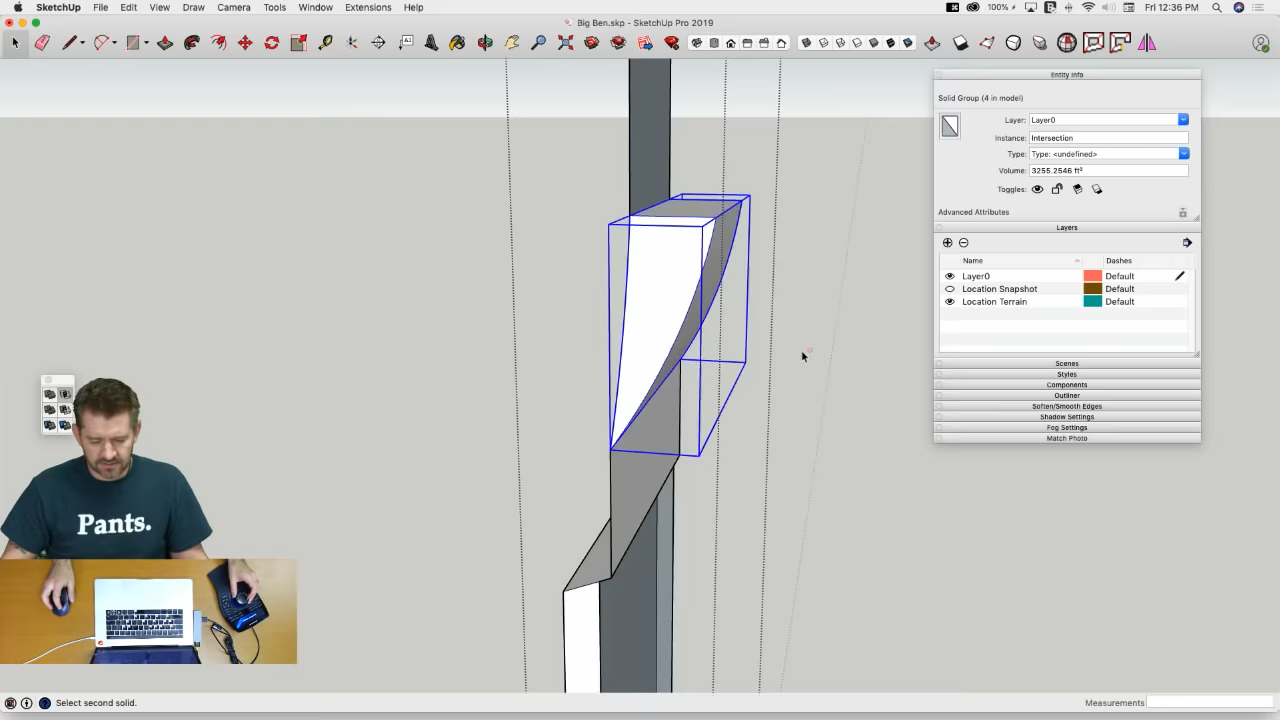 SketchUp File Edit View Draw Camera Tools Window Extensions Help 100% Fri 12:36 PM
Big Ben.skp - SketchUp Pro 2019
Entity Info
Solid Group (4 in model)
Layer: Layer0
Instance: Intersection
Type: Type: <undefined>
Volume: 3255.2546 ft³
Toggles:
Advanced Attributes
Layers
Name Dashes
Layer0 Default
Location Snapshot Default
Location Terrain Default
Scenes
Styles
Components
Outliner
Soften/Smooth Edges
Shadow Settings
Fog Settings
Match Photo
Pants.
Select second solid.
Measurements